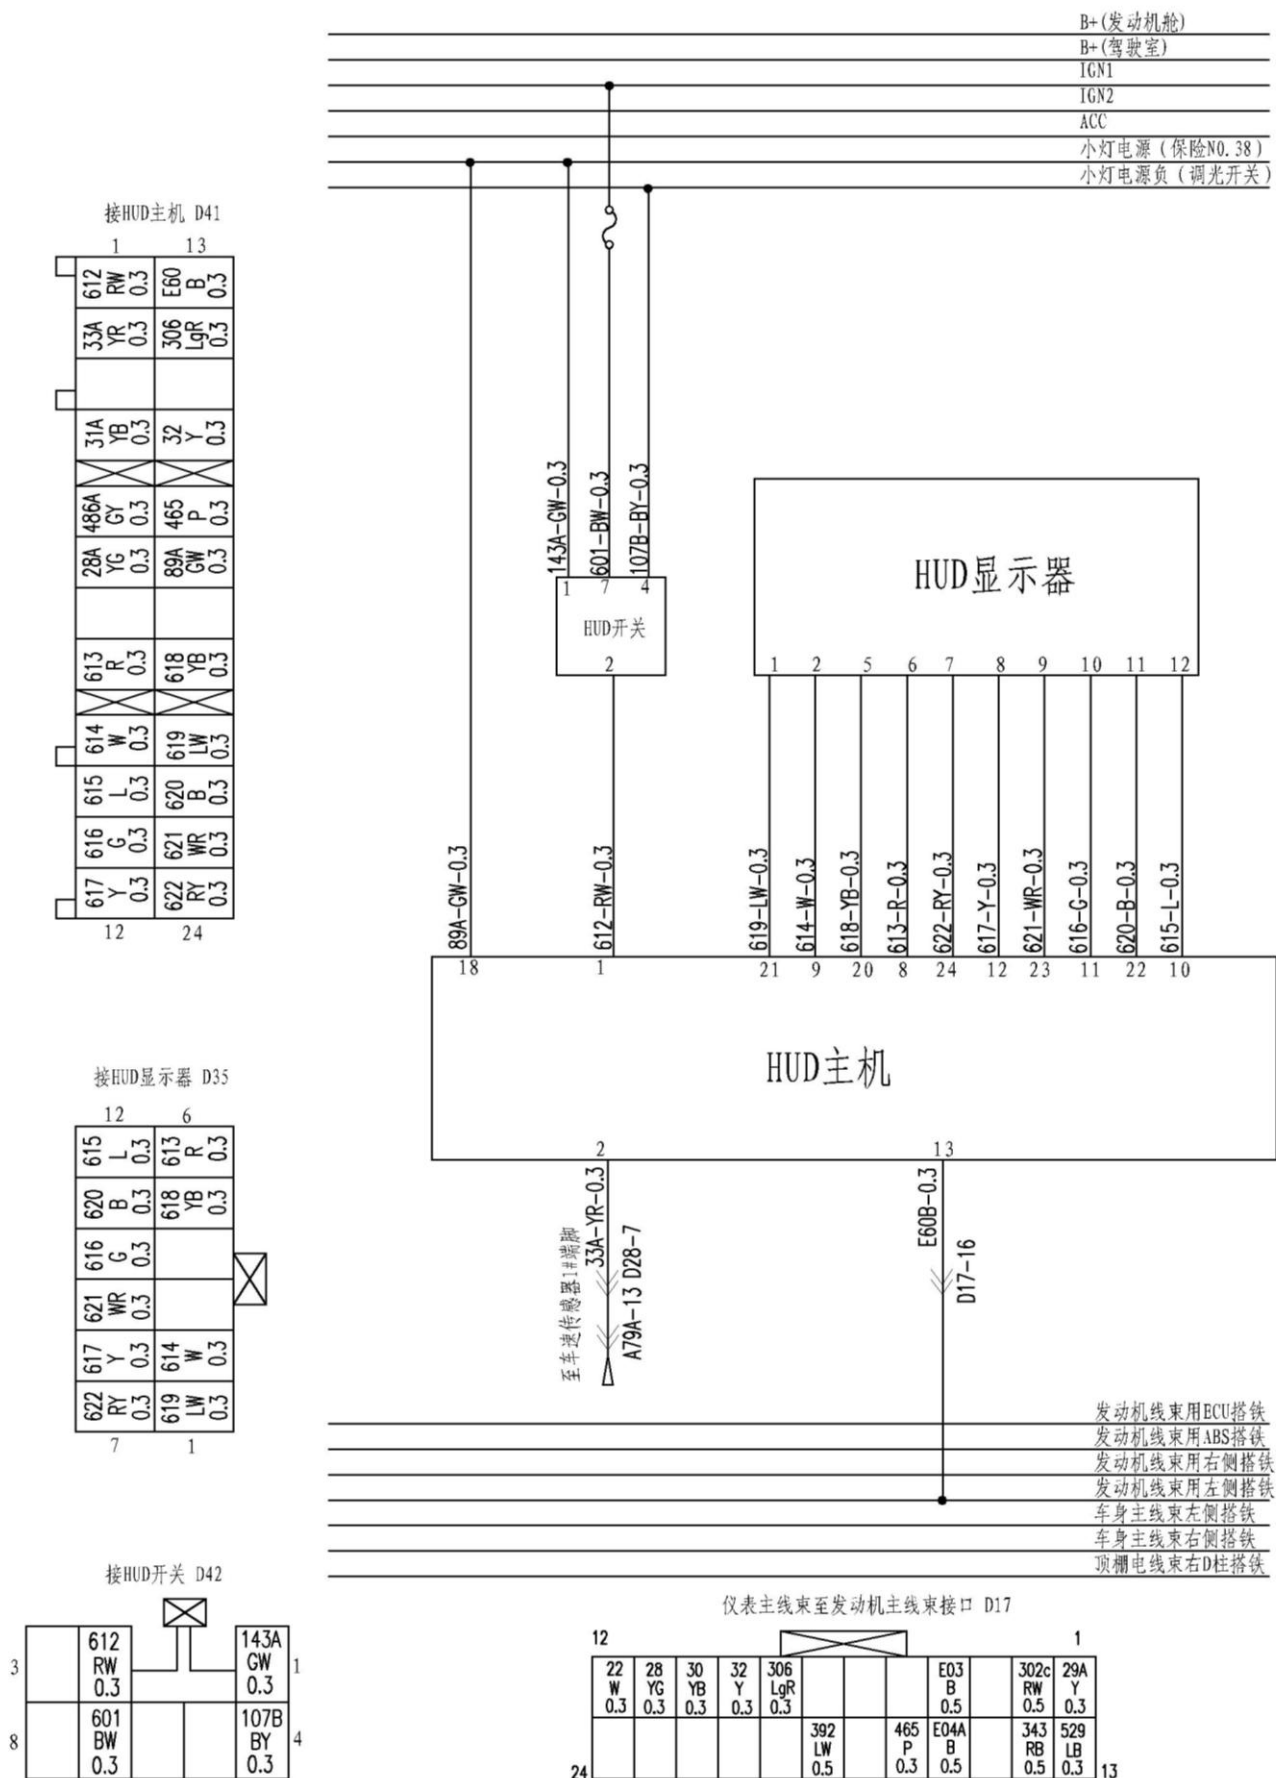 B+(发动机舱)
B+(驾驶室)
IGN1
IGN2
ACC
小灯电源(保险NO.38)
小灯电源负(调光开关)
接HUD主机 D41
1 13
612 RW 0.3 E60 B 0.3
33A YR 0.3 306 LgR 0.3
31A YB 0.3 32 Y 0.3
486A GY 0.3 465 P 0.3
28A YG 0.3 89A GW 0.3
613 R 0.3 618 YB 0.3
614 W 0.3 619 LW 0.3
615 L 0.3 620 B 0.3
616 G 0.3 621 WR 0.3
617 Y 0.3 622 RY 0.3
12 24
143A-GW-0.3 601-BW-0.3 107B-BY-0.3
1 7 4
HUD开关
2
HUD显示器
1 2 5 6 7 8 9 10 11 12
89A-GW-0.3 612-RW-0.3 619-LW-0.3 614-W-0.3 618-YB-0.3 613-R-0.3 622-RY-0.3 617-Y-0.3 621-WR-0.3 616-G-0.3 620-B-0.3 615-L-0.3
18 1 21 9 20 8 24 12 23 11 22 10
HUD主机
2 13
至车速传感器1#端脚
33A-YR-0.3
A79A-13 D28-7
E60B-0.3
D17-16
接HUD显示器 D35
12 6
615 L 0.3 613 R 0.3
620 B 0.3 618 YB 0.3
616 G 0.3
621 WR 0.3
617 Y 0.3 614 W 0.3
622 RY 0.3 619 LW 0.3
7 1
发动机线束用ECU搭铁
发动机线束用ABS搭铁
发动机线束用右侧搭铁
发动机线束用左侧搭铁
车身主线束左侧搭铁
车身主线束右侧搭铁
顶棚电线束右D柱搭铁
接HUD开关 D42
3 612 RW 0.3 143A GW 0.3 1
8 601 BW 0.3 107B BY 0.3 4
仪表主线束至发动机主线束接口 D17
12 1
22 28 30 32 306 E03 302c 29A
W YG YB Y LgR B RW Y
0.3 0.3 0.3 0.3 0.3 0.5 0.5 0.3
392 465 E04A 343 529
LW P B RB LB
24 0.5 0.3 0.5 0.5 0.3 13